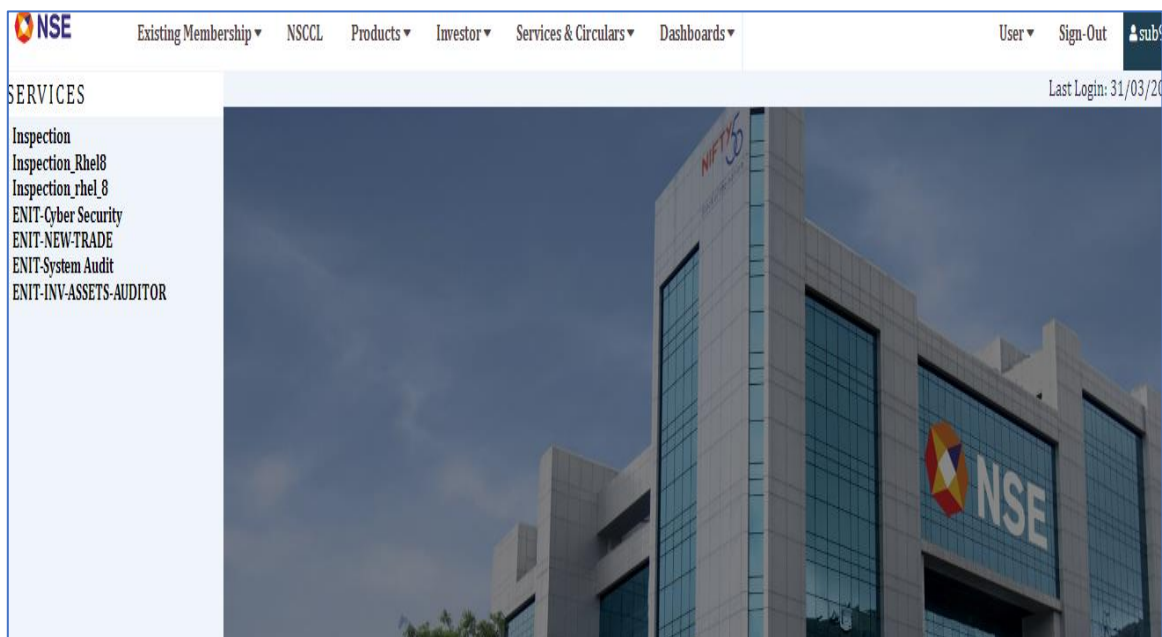 NSE
Existing Membership ▾ NSCCL Products ▾ Investor ▾ Services & Circulars ▾ Dashboards ▾ User ▾ Sign-Out
Last Login: 31/03/20
SERVICES
Inspection
Inspection_Rhel8
Inspection_rhel_8
ENIT-Cyber Security
ENIT-NEW-TRADE
ENIT-System Audit
ENIT-INV-ASSETS-AUDITOR
NIFTY50
NSE